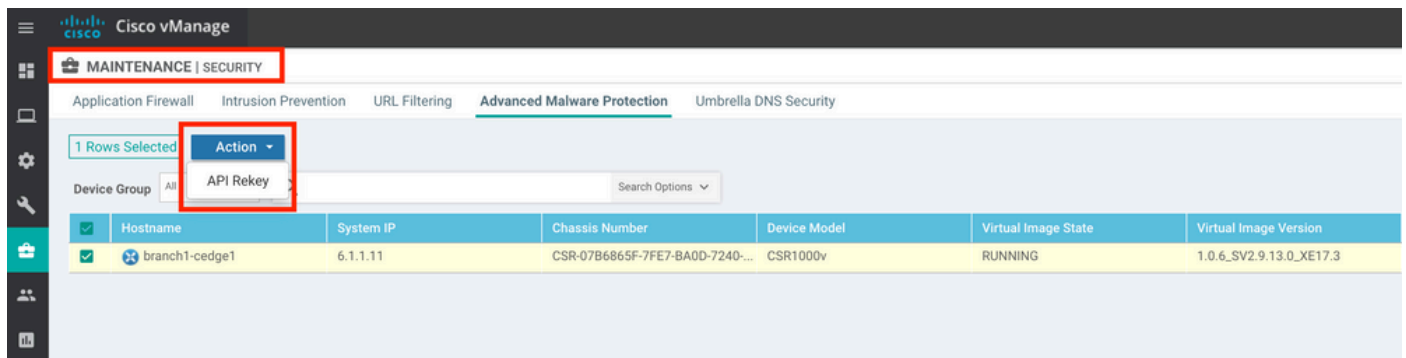 cisco Cisco vManage
MAINTENANCE | SECURITY
Application Firewall Intrusion Prevention URL Filtering Advanced Malware Protection Umbrella DNS Security
1 Rows Selected Action
API Rekey
Device Group All Search Options
Hostname System IP Chassis Number Device Model Virtual Image State Virtual Image Version
branch1-cedge1 6.1.1.11 CSR-07B6865F-7FE7-BA0D-7240-... CSR1000v RUNNING 1.0.6_SV2.9.13.0_XE17.3